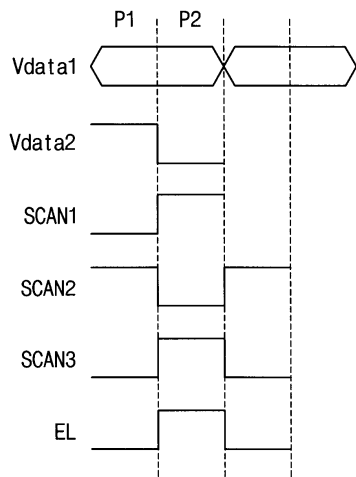 P1 P2
Vdata1
Vdata2
SCAN1
SCAN2
SCAN3
EL